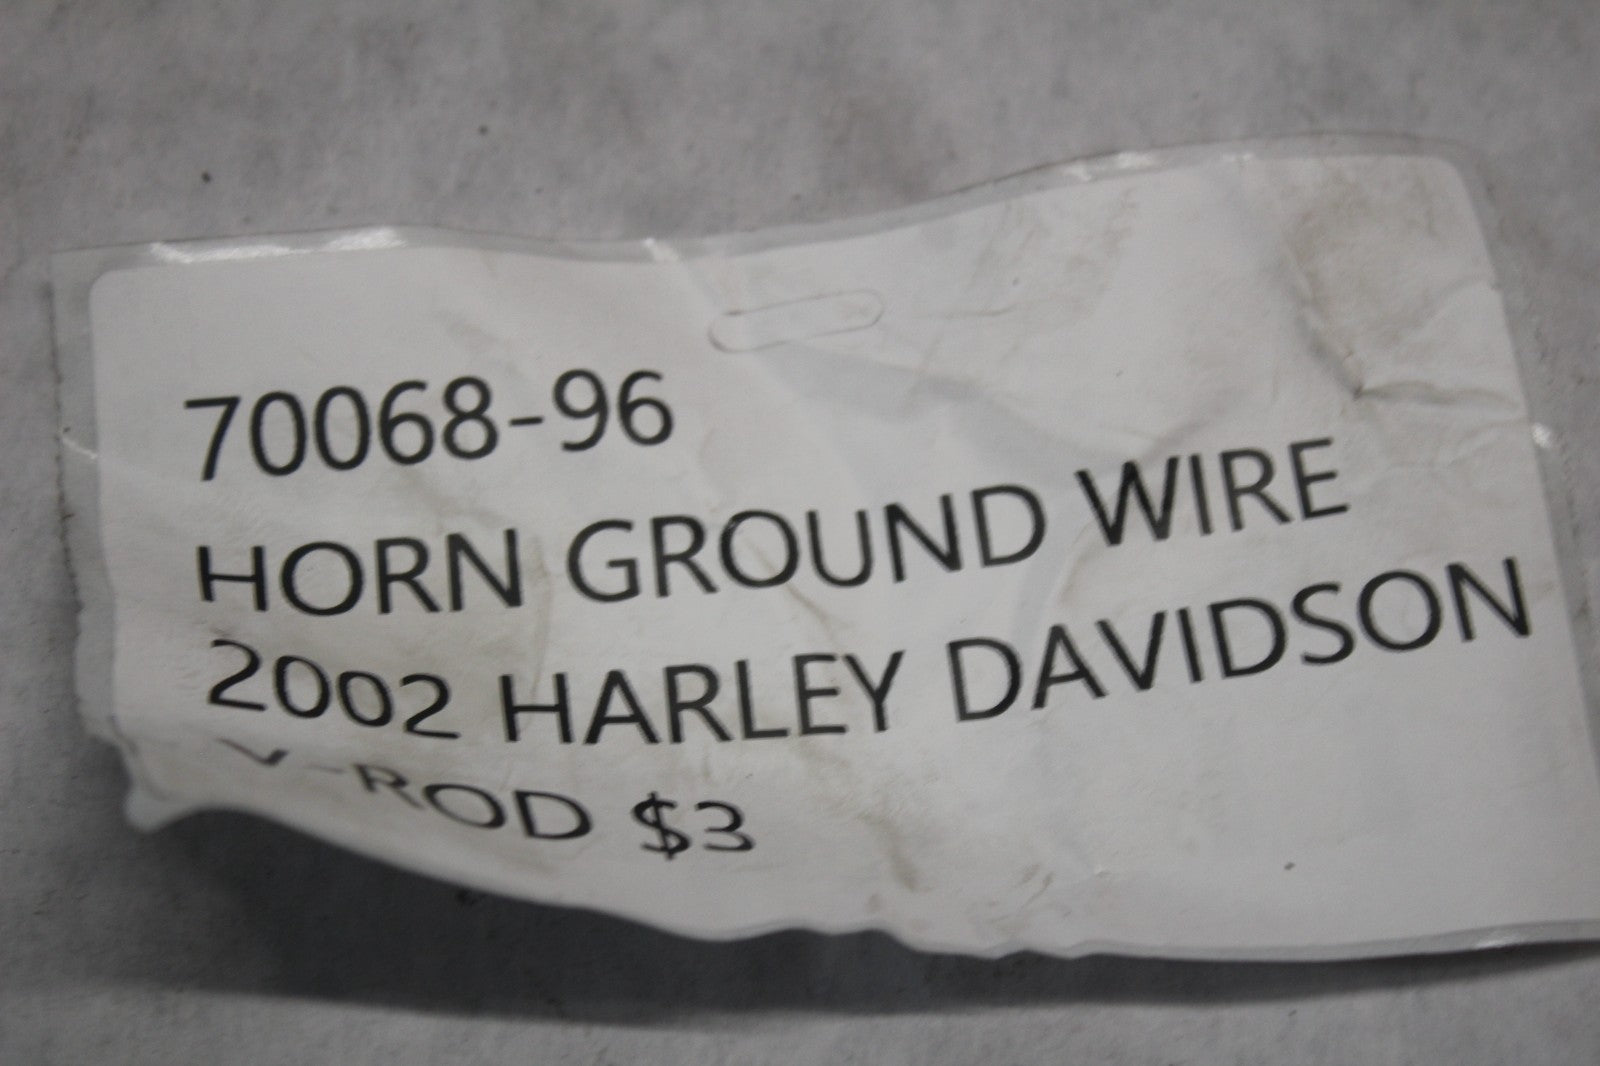 70068-96
HORN GROUND WIRE
2002 HARLEY DAVIDSON
V-ROD $3